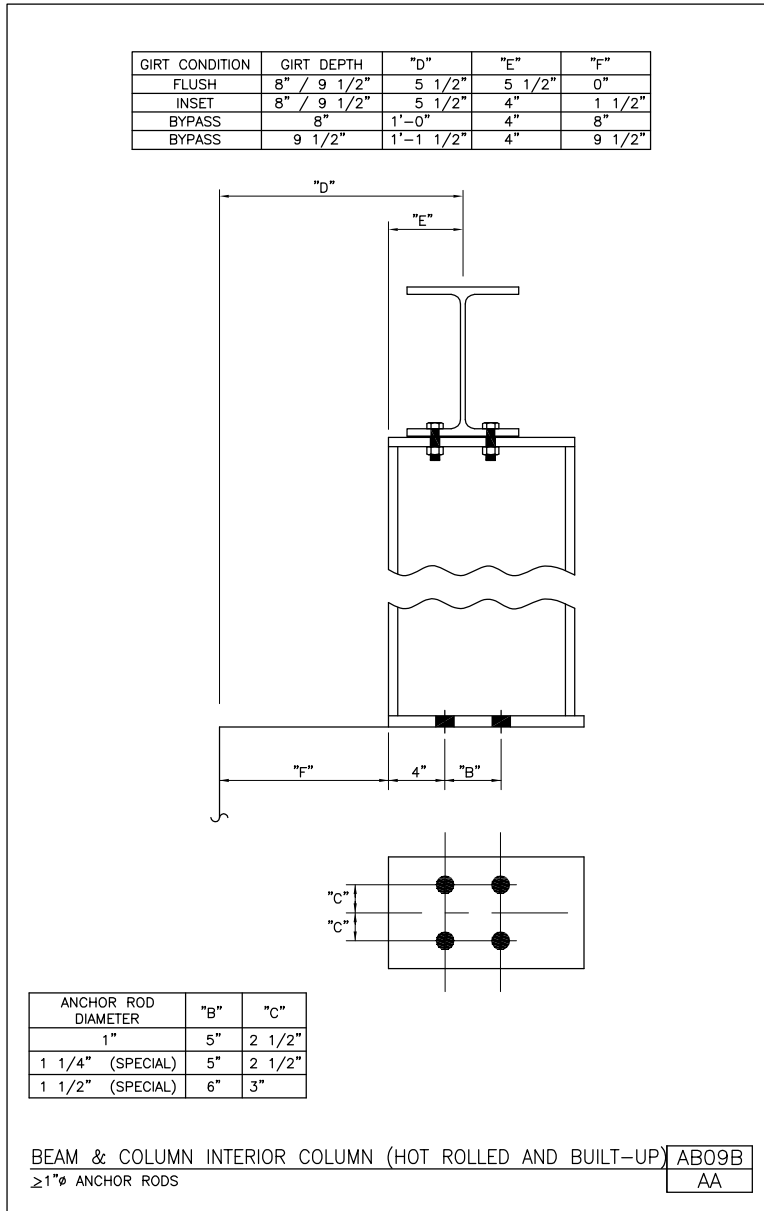 GIRT CONDITION GIRT DEPTH "D" "E" "F"
FLUSH 8" / 9 1/2" 5 1/2" 5 1/2" 0"
INSET 8" / 9 1/2" 5 1/2" 4" 1 1/2"
BYPASS 8" 1'-0" 4" 8"
BYPASS 9 1/2" 1'-1 1/2" 4" 9 1/2"
"D"
"E"
"F" 4" "B"
"C"
"C"
ANCHOR ROD DIAMETER "B" "C"
1" 5" 2 1/2"
1 1/4" (SPECIAL) 5" 2 1/2"
1 1/2" (SPECIAL) 6" 3"
BEAM & COLUMN INTERIOR COLUMN (HOT ROLLED AND BUILT-UP) AB09B
≥1"ø ANCHOR RODS AA